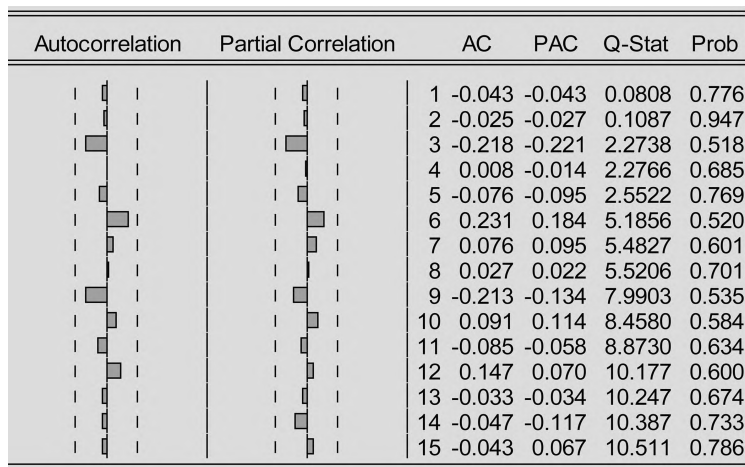 Autocorrelation Partial Correlation AC PAC Q-Stat Prob
1 -0.043 -0.043 0.0808 0.776
2 -0.025 -0.027 0.1087 0.947
3 -0.218 -0.221 2.2738 0.518
4 0.008 -0.014 2.2766 0.685
5 -0.076 -0.095 2.5522 0.769
6 0.231 0.184 5.1856 0.520
7 0.076 0.095 5.4827 0.601
8 0.027 0.022 5.5206 0.701
9 -0.213 -0.134 7.9903 0.535
10 0.091 0.114 8.4580 0.584
11 -0.085 -0.058 8.8730 0.634
12 0.147 0.070 10.177 0.600
13 -0.033 -0.034 10.247 0.674
14 -0.047 -0.117 10.387 0.733
15 -0.043 0.067 10.511 0.786